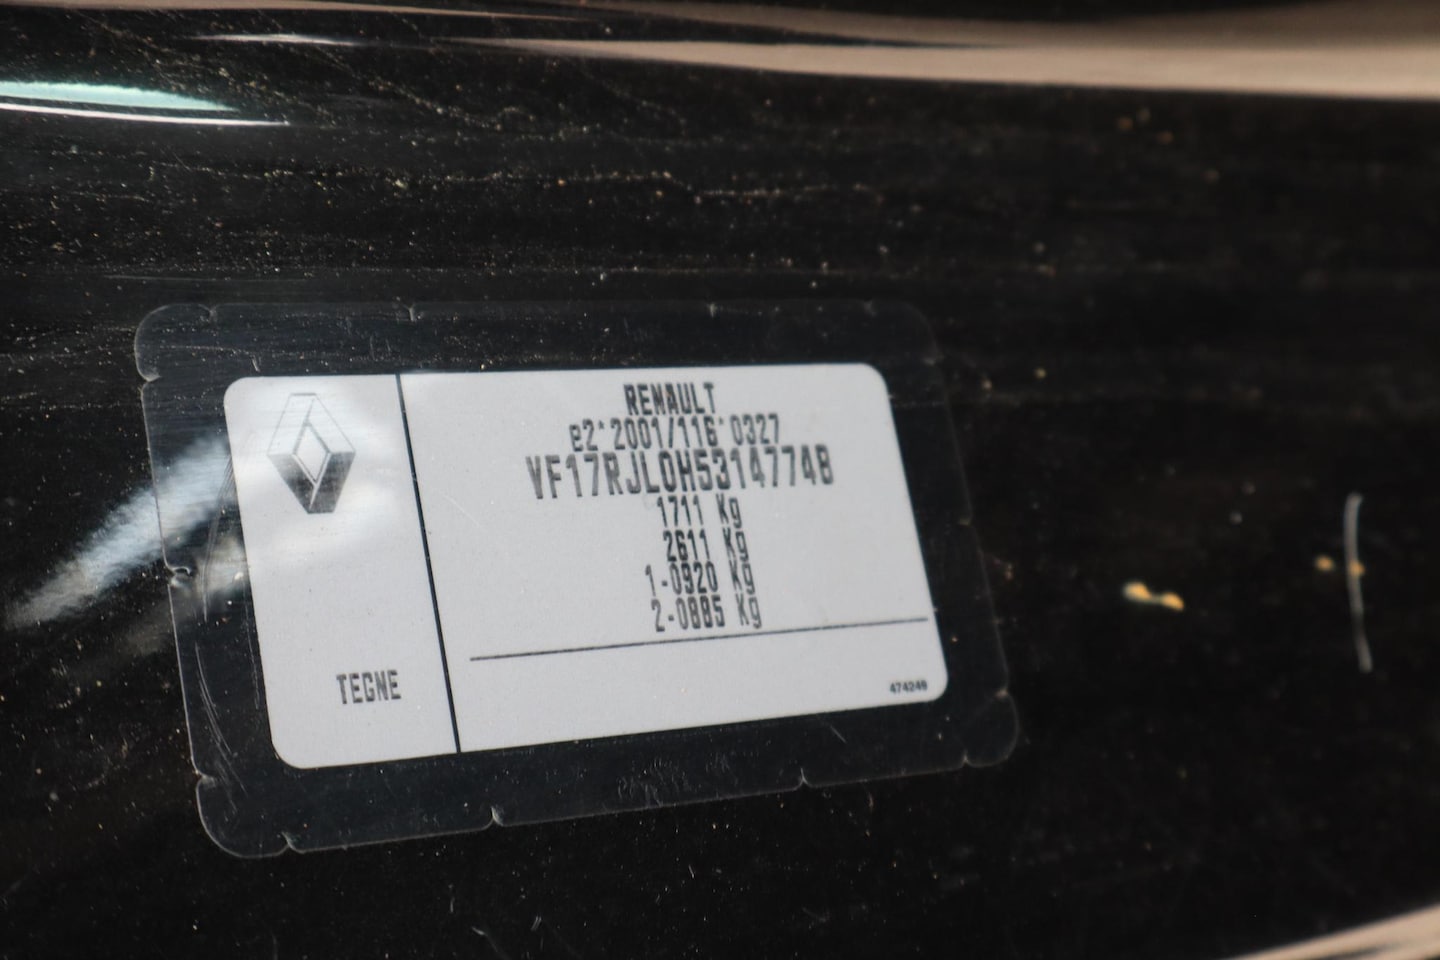 RENAULT
e2*2001/116*0327
VF17RJL0H53147748
1711 Kg
2611 Kg
1-0920 Kg
2-0885 Kg
TEGNE
474249